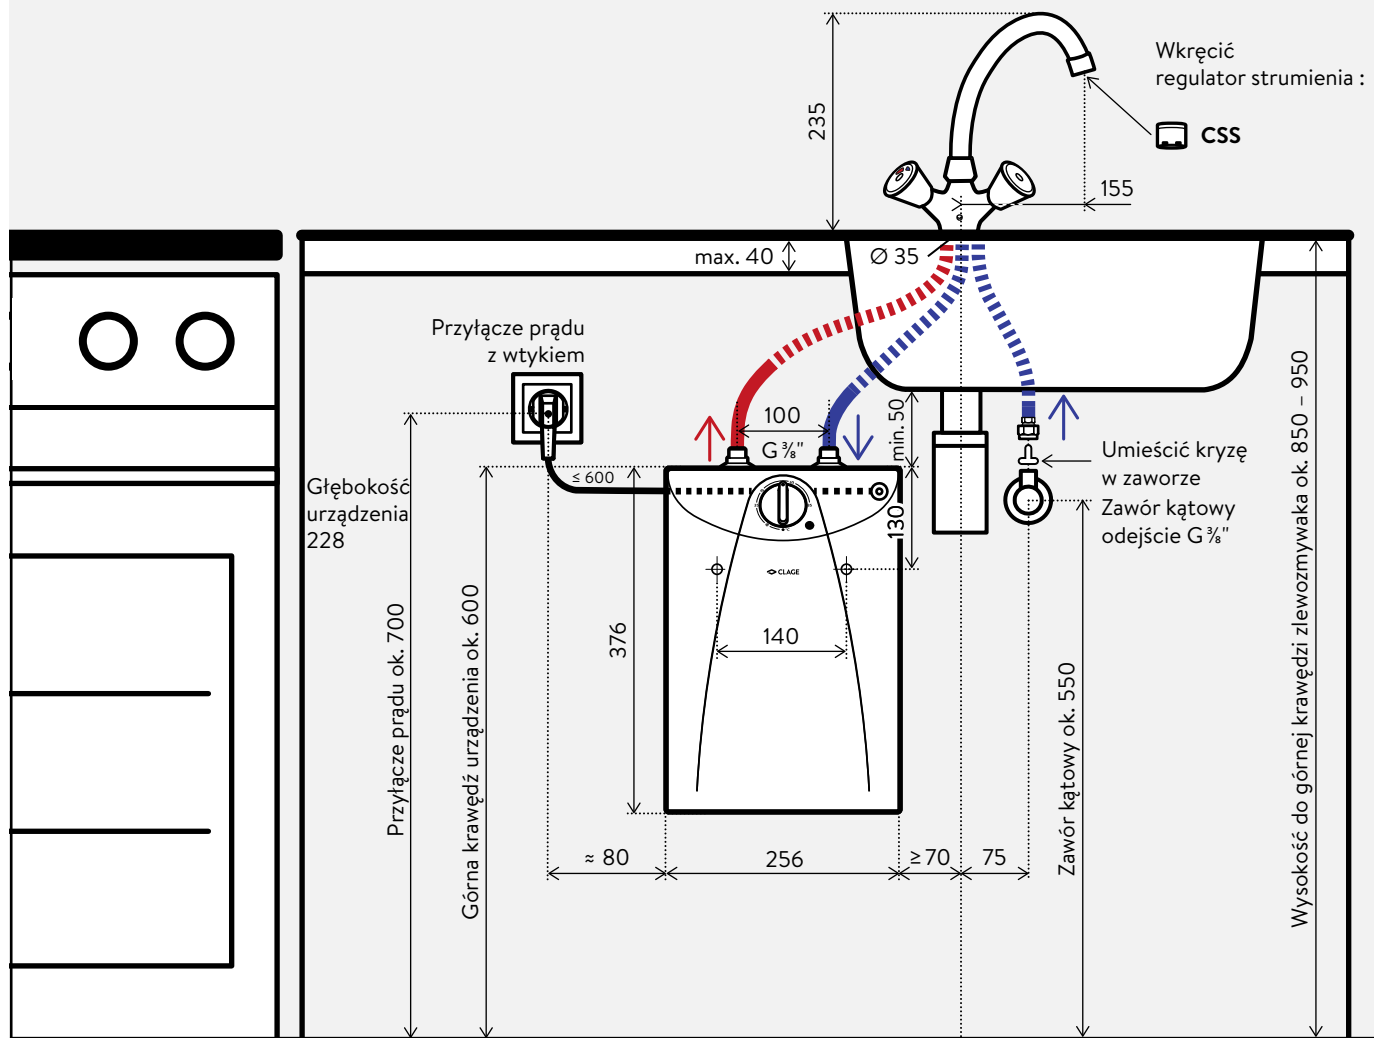 Wkręcić
regulator strumienia :
CSS
235
155
max. 40
Ø 35
Przyłącze prądu
z wtykiem
100
G ⅜"
min. 50
≤ 600
Głębokość
urządzenia
228
130
Umieścić kryzę
w zaworze
Zawór kątowy
odejście G ⅜"
CLAGE
376
140
Przyłącze prądu ok. 700
Górna krawędź urządzenia ok. 600
Zawór kątowy ok. 550
Wysokość do górnej krawędzi zlewozmywaka ok. 850 – 950
≈ 80
256
≥ 70
75